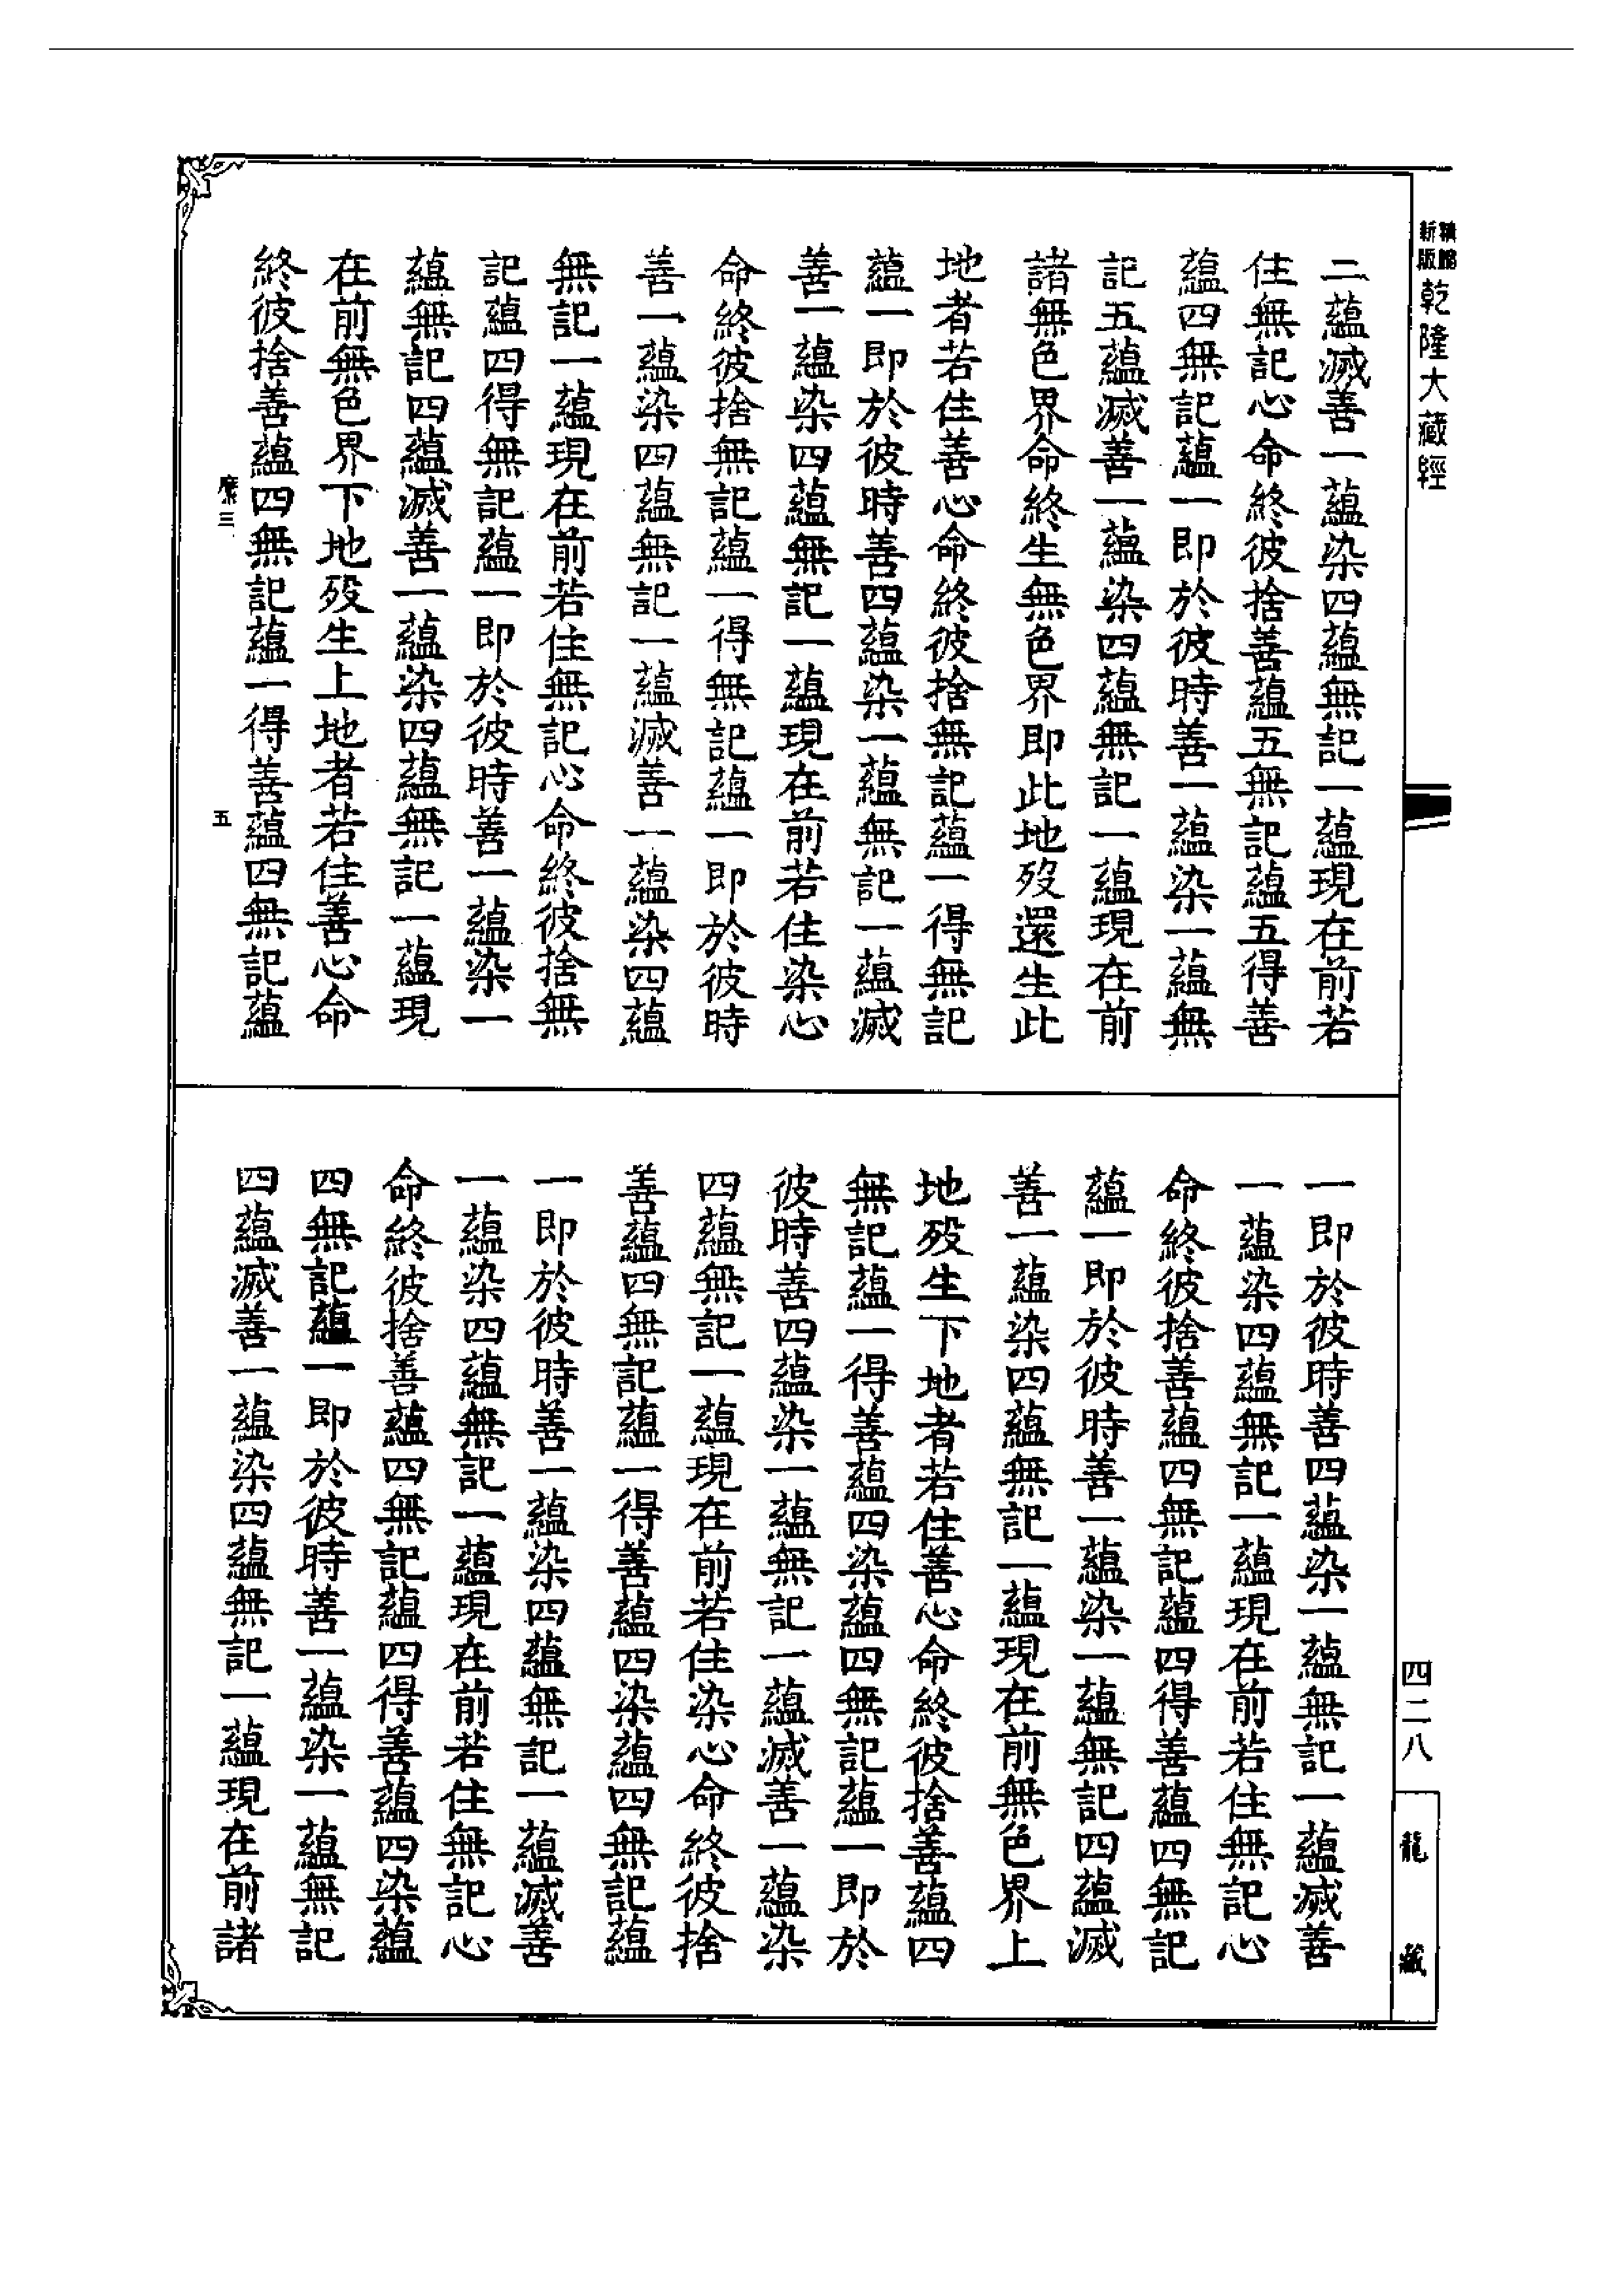 新版
乾隆大藏經
二蘊滅善一蘊染四蘊無記一蘊現在前若
住無記心命終彼捨善蘊五無記蘊五得善
蘊四無記蘊一即於彼時善一蘊染一蘊無
記五蘊滅善一蘊染四蘊無記一蘊現在前
諸無色界命終生無色界即此地歿還生此
地者若住善心命終彼捨無記蘊一得無記
蘊一即於彼時善四蘊染一蘊無記一蘊滅
善一蘊染四蘊無記一蘊現在前若住染心
命終彼捨無記蘊一得無記蘊一即於彼時
善一蘊染四蘊無記一蘊滅善一蘊染四蘊
無記一蘊現在前若住無記心命終彼捨無
記蘊四得無記蘊一即於彼時善一蘊染一
蘊無記四蘊滅善一蘊染四蘊無記一蘊現
在前無色界下地歿生上地者若住善心命
終彼捨善蘊四無記蘊一得善蘊四無記蘊
三
五
一即於彼時善四蘊染一蘊無記一蘊滅善
一蘊染四蘊無記一蘊現在前若住無記心
命終彼捨善蘊四無記蘊四得善蘊四無記
蘊一即於彼時善一蘊染一蘊無記四蘊滅
善一蘊染四蘊無記一蘊現在前無色界上
地歿生下地者若住善心命終彼捨善蘊四
無記蘊一得善蘊四染蘊四無記蘊一即於
彼時善四蘊染一蘊無記一蘊滅善一蘊染
四蘊無記一蘊現在前若住染心命終彼捨
善蘊四無記蘊一得善蘊四染蘊四無記蘊
一即於彼時善一蘊染四蘊無記一蘊滅善
一蘊染四蘊無記一蘊現在前若住無記心
命終彼捨善蘊四無記蘊四得善蘊四染蘊
四無記蘊一即於彼時善一蘊染一蘊無記
四蘊滅善一蘊染四蘊無記一蘊現在前諸
四二八
龍藏